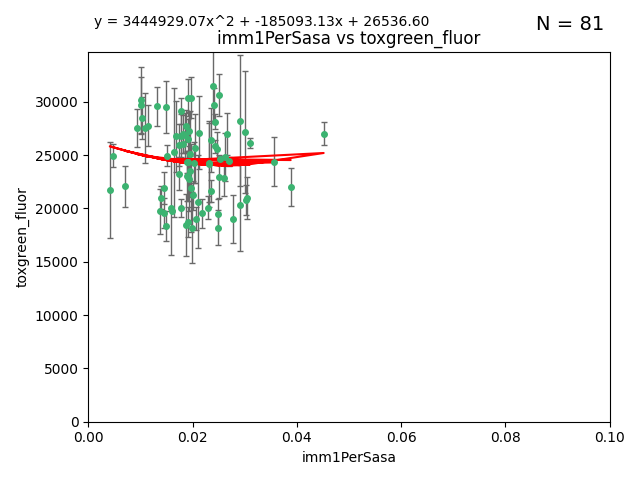 y = 3444929.07x^2 + -185093.13x + 26536.60
N = 81
imm1PerSasa vs toxgreen_fluor
30000
25000
20000
15000
10000
5000
0
toxgreen_fluor
0.00 0.02 0.04 0.06 0.08 0.10
imm1PerSasa